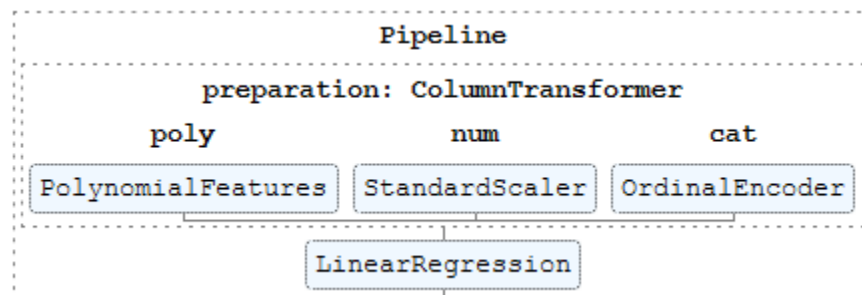 Pipeline
preparation: ColumnTransformer
poly num cat
PolynomialFeatures StandardScaler OrdinalEncoder
LinearRegression